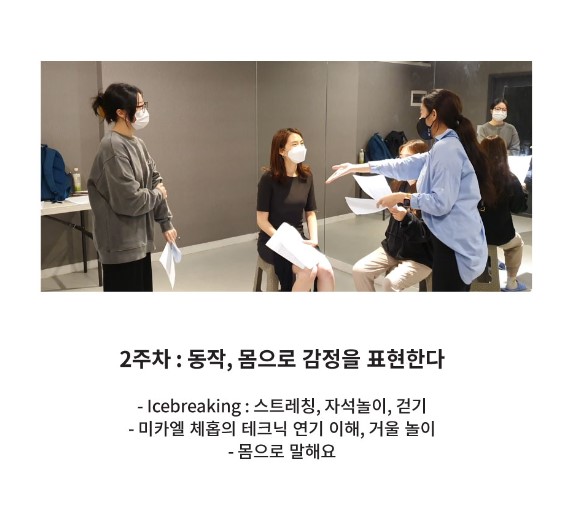 2주차 : 동작, 몸으로 감정을 표현한다
- Icebreaking : 스트레칭, 자석놀이, 걷기
- 미카엘 체홉의 테크닉 연기 이해, 거울 놀이
- 몸으로 말해요